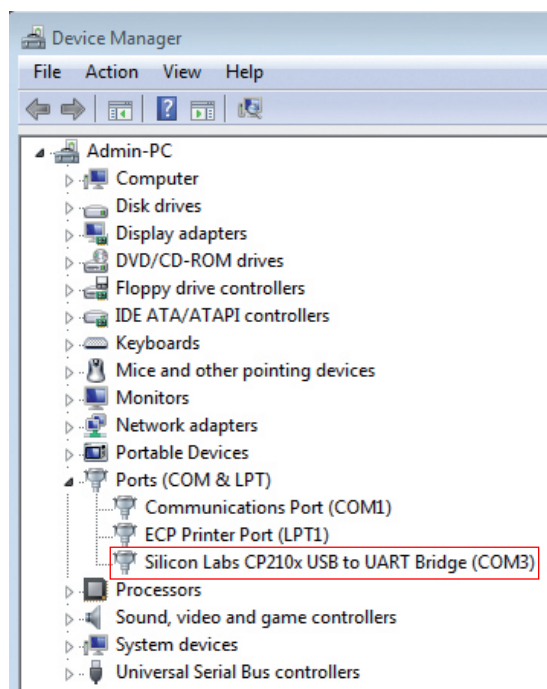 Device Manager
File Action View Help
Admin-PC
Computer
Disk drives
Display adapters
DVD/CD-ROM drives
Floppy drive controllers
IDE ATA/ATAPI controllers
Keyboards
Mice and other pointing devices
Monitors
Network adapters
Portable Devices
Ports (COM & LPT)
Communications Port (COM1)
ECP Printer Port (LPT1)
Silicon Labs CP210x USB to UART Bridge (COM3)
Processors
Sound, video and game controllers
System devices
Universal Serial Bus controllers